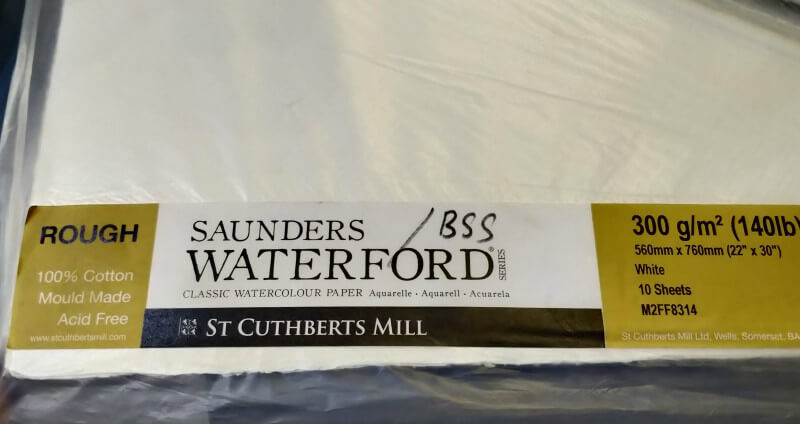 ROUGH
100% Cotton
Mould Made
Acid Free
www.stcuthbertsmill.com
SAUNDERS
/BSS
WATERFORD® SERIES
CLASSIC WATERCOLOUR PAPER Aquarelle · Aquarell · Acuarela
ST CUTHBERTS MILL
300 g/m² (140lb)
560mm x 760mm (22" x 30")
White
10 Sheets
M2FF8314
St Cuthberts Mill Ltd, Wells, Somerset, BA